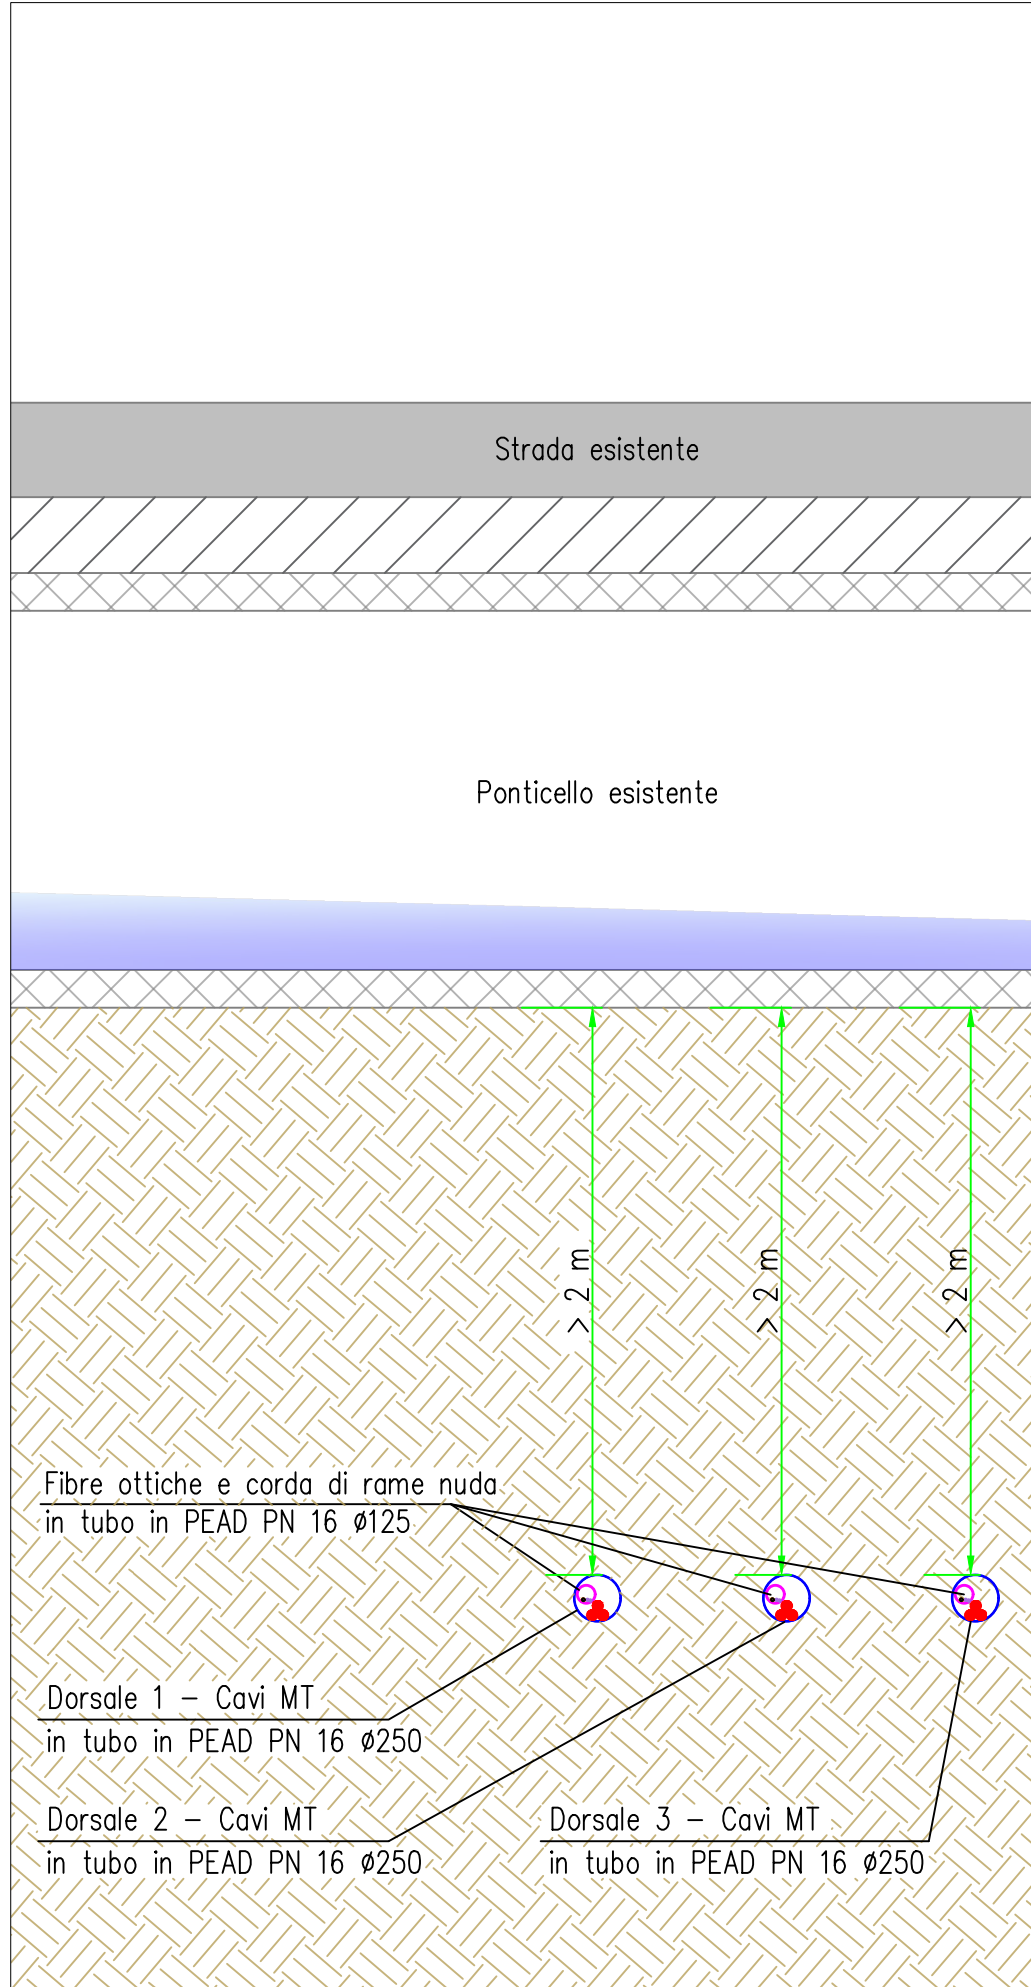 Strada esistente
Ponticello esistente
> 2 m
> 2 m
> 2 m
Fibre ottiche e corda di rame nuda
in tubo in PEAD PN 16 ø125
Dorsale 1 - Cavi MT
in tubo in PEAD PN 16 ø250
Dorsale 2 - Cavi MT
in tubo in PEAD PN 16 ø250
Dorsale 3 - Cavi MT
in tubo in PEAD PN 16 ø250